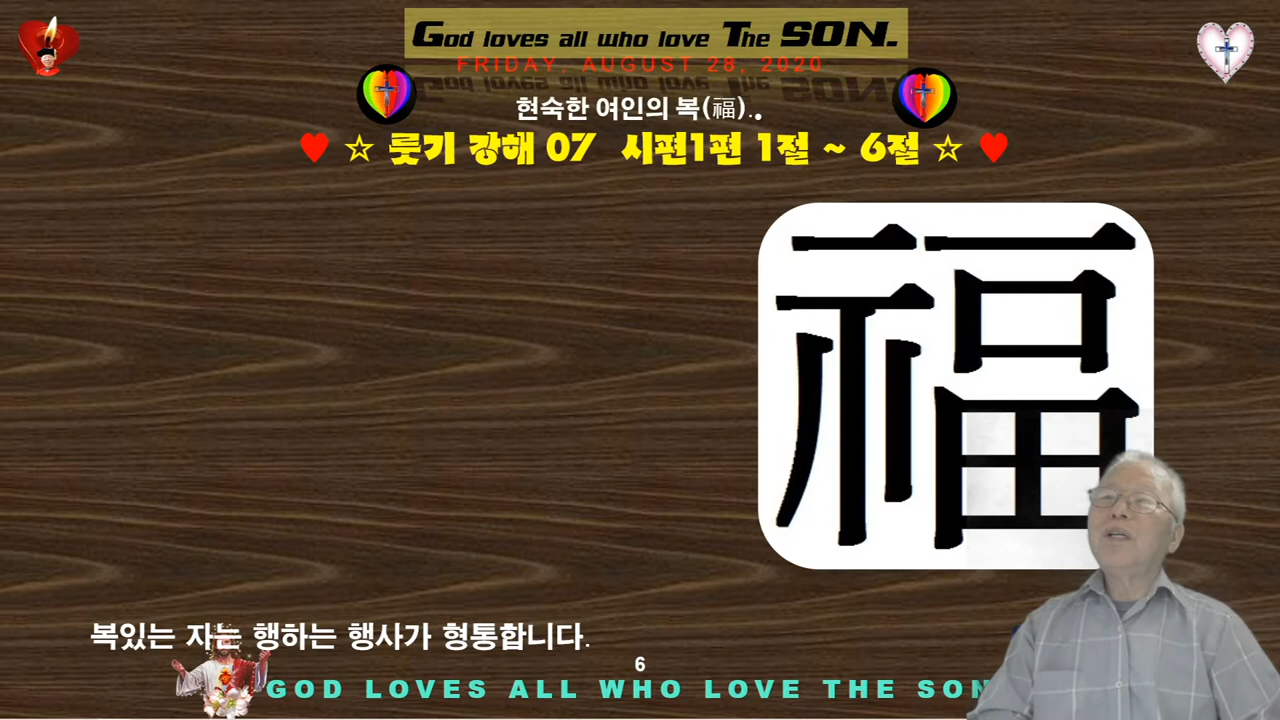 God loves all who love The SON.
FRIDAY, AUGUST 28, 2020
현숙한 여인의 복(福)..
♥ ☆ 룻기 강해 07 시편1편 1절 ~ 6절 ☆ ♥
福
복있는 자는 행하는 행사가 형통합니다.
6
GOD LOVES ALL WHO LOVE THE SON